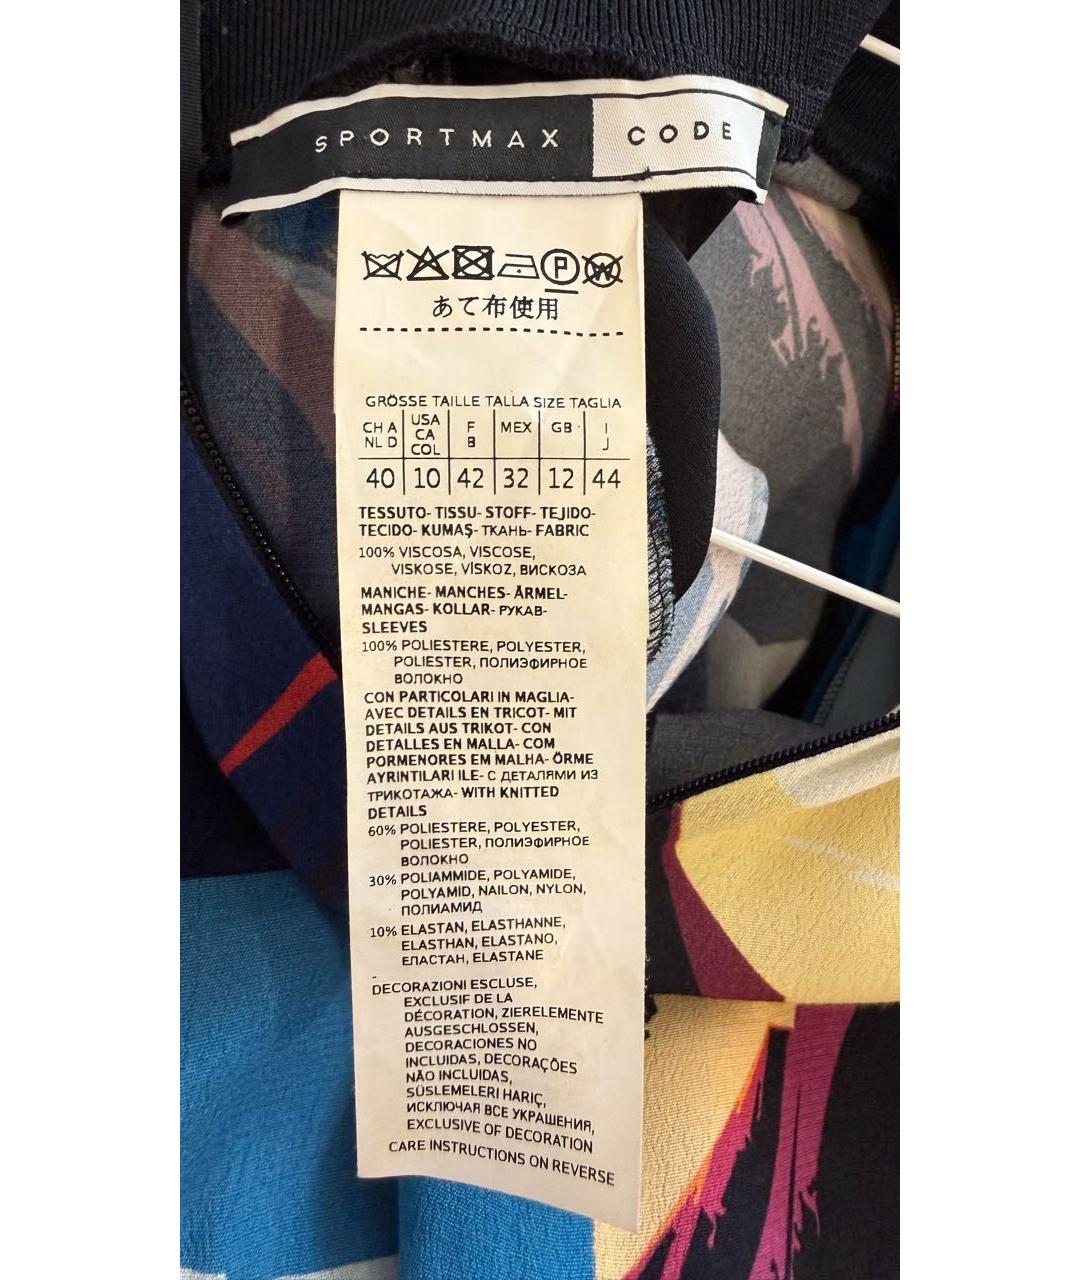 SPORTMAX CODE
P W
あて布使用
GRÖSSE TAILLE TALLA SIZE TAGLIA
CH A NL D USA CA COL F B MEX GB I J
40 10 42 32 12 44
TESSUTO- TISSU- STOFF- TEJIDO-
TECIDO- KUMAŞ- ТКАНЬ- FABRIC
100% VISCOSA, VISCOSE,
VISKOSE, VİSKOZ, ВИСКОЗА
MANICHE- MANCHES- ÄRMEL-
MANGAS- KOLLAR- РУКАВ-
SLEEVES
100% POLIESTERE, POLYESTER,
POLIESTER, ПОЛИЭФИРНОЕ
ВОЛОКНО
CON PARTICOLARI IN MAGLIA-
AVEC DETAILS EN TRICOT- MIT
DETAILS AUS TRIKOT- CON
DETALLES EN MALLA- COM
PORMENORES EM MALHA- ÖRME
AYRINTILARI ILE- С ДЕТАЛЯМИ ИЗ
ТРИКОТАЖА- WITH KNITTED
DETAILS
60% POLIESTERE, POLYESTER,
POLIESTER, ПОЛИЭФИРНОЕ
ВОЛОКНО
30% POLIAMMIDE, POLYAMIDE,
POLYAMID, NAILON, NYLON,
ПОЛИАМИД
10% ELASTAN, ELASTHANNE,
ELASTHAN, ELASTANO,
ЕЛАСТАН, ELASTANE
DECORAZIONI ESCLUSE,
EXCLUSIF DE LA
DÉCORATION, ZIERELEMENTE
AUSGESCHLOSSEN,
DECORACIONES NO
INCLUIDAS, DECORAÇÕES
NÃO INCLUIDAS,
SÜSLEMELERI HARIÇ,
ИСКЛЮЧАЯ ВСЕ УКРАШЕНИЯ,
EXCLUSIVE OF DECORATION
CARE INSTRUCTIONS ON REVERSE